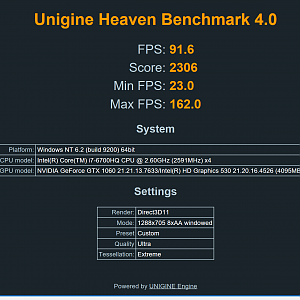 Unigine Heaven Benchmark 4.0
FPS: 91.6
Score: 2306
Min FPS: 23.0
Max FPS: 162.0
System
Platform: Windows NT 6.2 (build 9200) 64bit
CPU model: Intel(R) Core(TM) i7-6700HQ CPU @ 2.60GHz (2591MHz) x4
GPU model: NVIDIA GeForce GTX 1060 21.21.13.7633/Intel(R) HD Graphics 530 21.20.16.4526 (4095MB
Settings
Render: Direct3D11
Mode: 1288x705 8xAA windowed
Preset Custom
Quality Ultra
Tessellation: Extreme
Powered by UNIGINE Engine